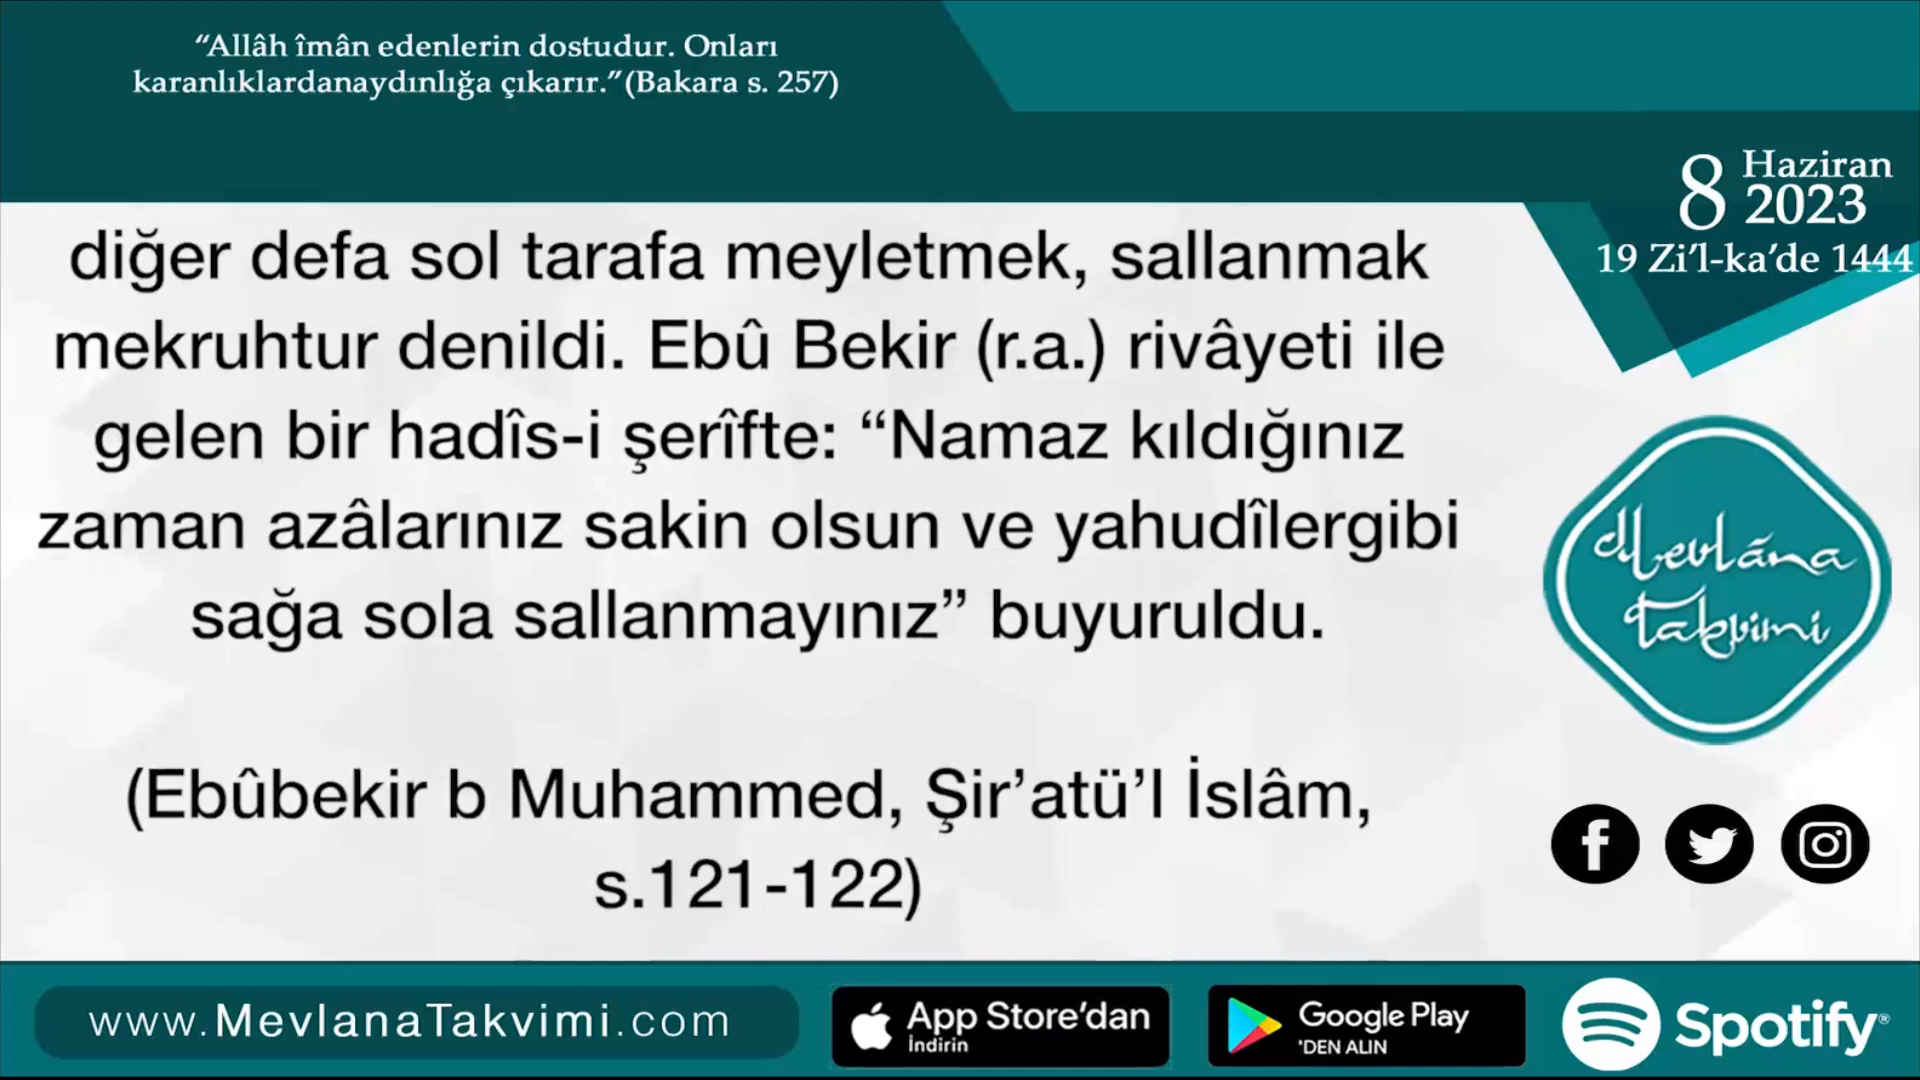 “Allâh îmân edenlerin dostudur. Onları
karanlıklardanaydınlığa çıkarır.”(Bakara s. 257)
8 Haziran
2023
19 Zi’l-ka’de 1444
diğer defa sol tarafa meyletmek, sallanmak
mekruhtur denildi. Ebû Bekir (r.a.) rivâyeti ile
gelen bir hadîs-i şerîfte: “Namaz kıldığınız
zaman azâlarınız sakin olsun ve yahudîlergibi
sağa sola sallanmayınız” buyuruldu.
(Ebûbekir b Muhammed, Şir’atü’l İslâm,
s.121-122)
Mevlâna
Takvimi
www.MevlanaTakvimi.com
App Store’dan
İndirin
Google Play
'DEN ALIN
Spotify®